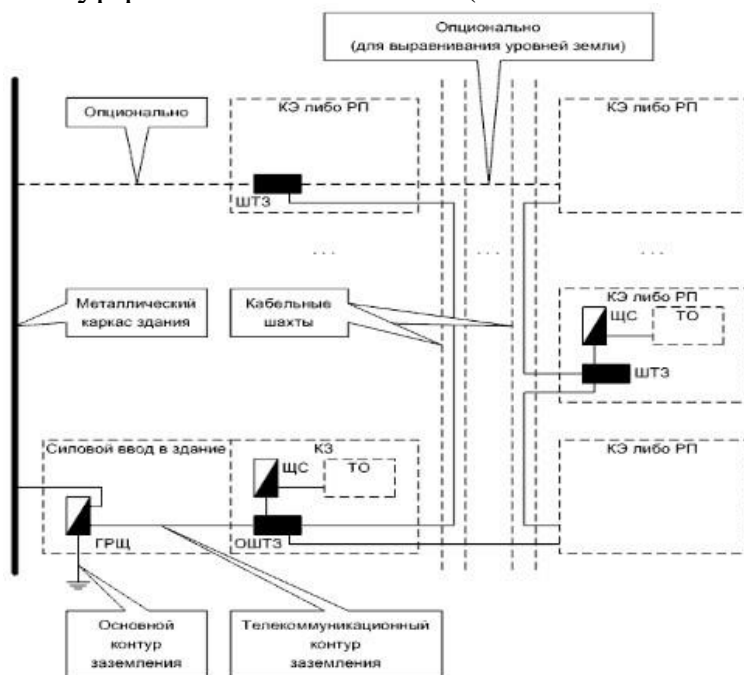 Опционально
(для выравнивания уровней земли)
Опционально
КЭ либо РП
КЭ либо РП
ШТЗ
...
...
...
Металлический
каркас здания
Кабельные
шахты
КЭ либо РП
ЩС
ТО
ШТЗ
Силовой ввод в здание
КЗ
КЭ либо РП
ЩС
ТО
ГРЩ
ОШТЗ
Основной
контур
заземления
Телекоммуникационный
контур
заземления